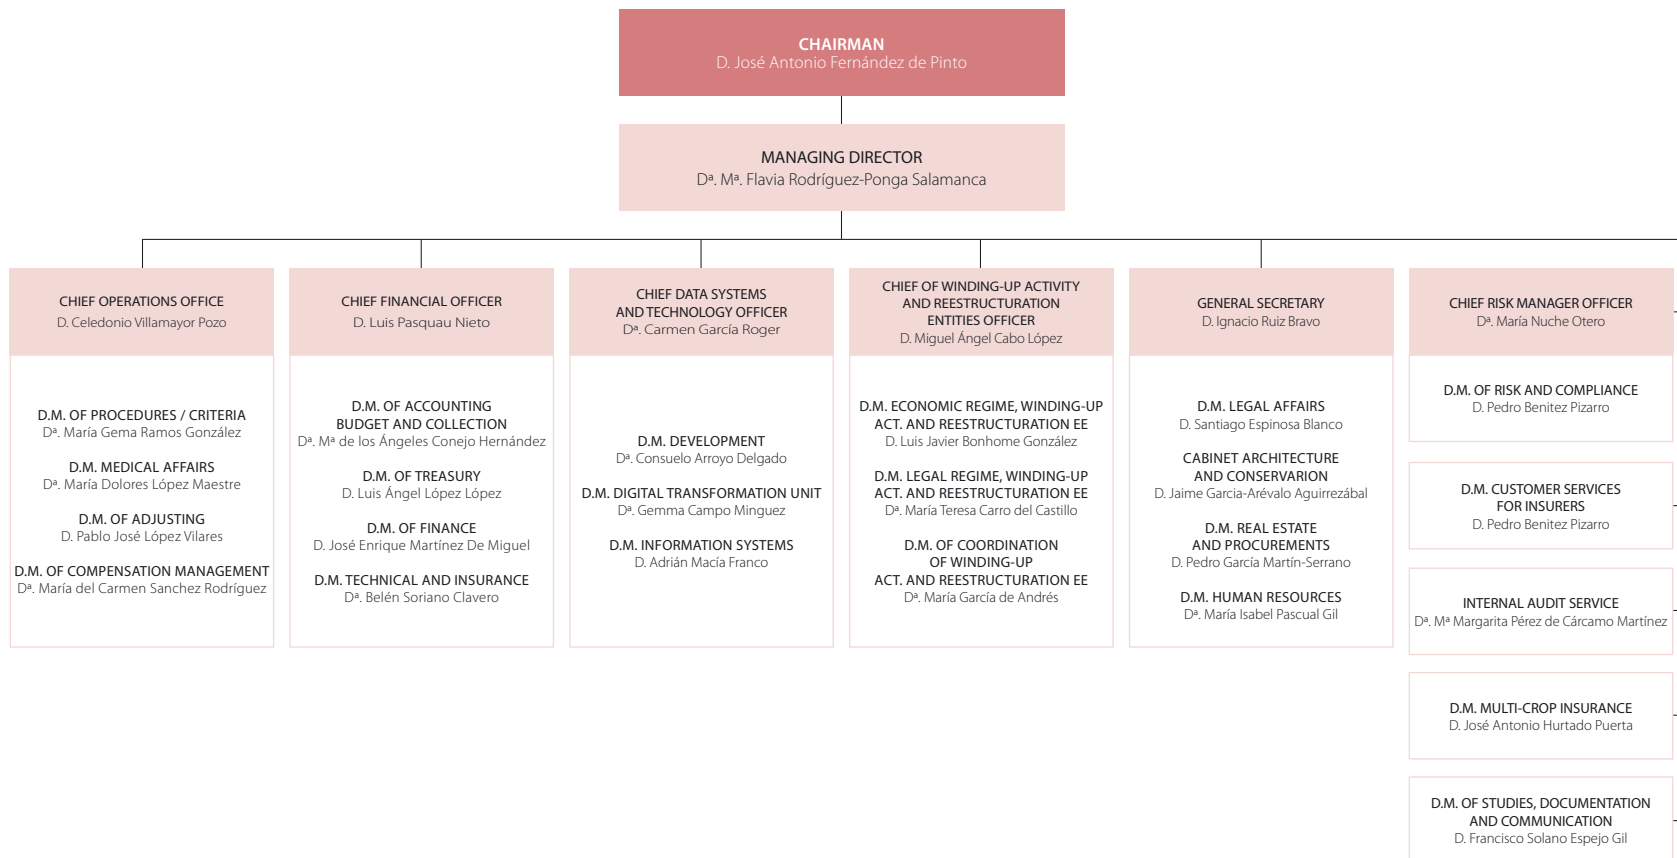 CHAIRMAN
D. José Antonio Fernández de Pinto
MANAGING DIRECTOR
Dª. Mª. Flavia Rodríguez-Ponga Salamanca
CHIEF OPERATIONS OFFICE
D. Celedonio Villamayor Pozo
D.M. OF PROCEDURES / CRITERIA
Dª. María Gema Ramos González
D.M. MEDICAL AFFAIRS
Dª. María Dolores López Maestre
D.M. OF ADJUSTING
D. Pablo José López Vilares
D.M. OF COMPENSATION MANAGEMENT
Dª. María del Carmen Sanchez Rodríguez
CHIEF FINANCIAL OFFICER
D. Luis Pasquau Nieto
D.M. OF ACCOUNTING
BUDGET AND COLLECTION
Dª. Mª de los Ángeles Conejo Hernández
D.M. OF TREASURY
D. Luis Ángel López López
D.M. OF FINANCE
D. José Enrique Martínez De Miguel
D.M. TECHNICAL AND INSURANCE
Dª. Belén Soriano Clavero
CHIEF DATA SYSTEMS
AND TECHNOLOGY OFFICER
Dª. Carmen García Roger
D.M. DEVELOPMENT
Dª. Consuelo Arroyo Delgado
D.M. DIGITAL TRANSFORMATION UNIT
Dª. Gemma Campo Minguez
D.M. INFORMATION SYSTEMS
D. Adrián Macía Franco
CHIEF OF WINDING-UP ACTIVITY
AND REESTRUCTURATION
ENTITIES OFFICER
D. Miguel Ángel Cabo López
D.M. ECONOMIC REGIME, WINDING-UP
ACT. AND REESTRUCTURATION EE
D. Luis Javier Bonhome González
D.M. LEGAL REGIME, WINDING-UP
ACT. AND REESTRUCTURATION EE
Dª. María Teresa Carro del Castillo
D.M. OF COORDINATION
OF WINDING-UP
ACT. AND REESTRUCTURATION EE
Dª. María García de Andrés
GENERAL SECRETARY
D. Ignacio Ruiz Bravo
D.M. LEGAL AFFAIRS
D. Santiago Espinosa Blanco
CABINET ARCHITECTURE
AND CONSERVARION
D. Jaime Garcia-Arévalo Aguirrezábal
D.M. REAL ESTATE
AND PROCUREMENTS
D. Pedro García Martín-Serrano
D.M. HUMAN RESOURCES
Dª. María Isabel Pascual Gil
CHIEF RISK MANAGER OFFICER
Dª. María Nuche Otero
D.M. OF RISK AND COMPLIANCE
D. Pedro Benitez Pizarro
D.M. CUSTOMER SERVICES
FOR INSURERS
D. Pedro Benitez Pizarro
INTERNAL AUDIT SERVICE
Dª. Mª Margarita Pérez de Cárcamo Martínez
D.M. MULTI-CROP INSURANCE
D. José Antonio Hurtado Puerta
D.M. OF STUDIES, DOCUMENTATION
AND COMMUNICATION
D. Francisco Solano Espejo Gil